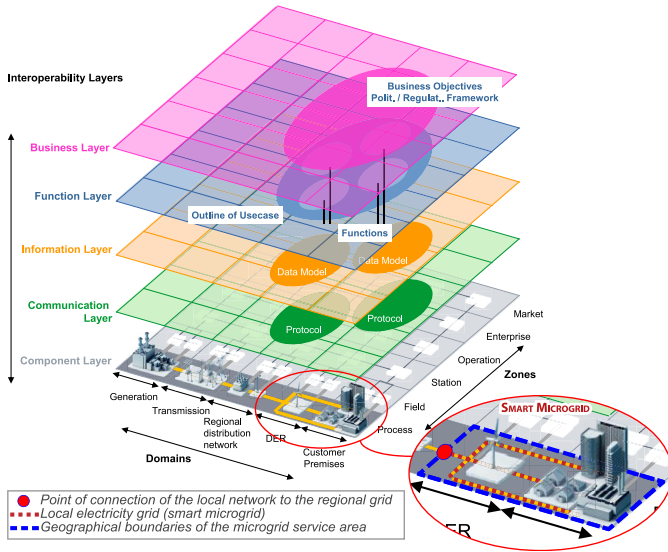 Interoperability Layers
Business Objectives
Polit. / Regulat.. Framework
Business Layer
Function Layer
Outline of Usecase
Functions
Information Layer
Data Model
Data Model
Communication
Layer
Protocol
Protocol
Component Layer
Market
Enterprise
Operation
Station
Field
Process
Zones
Generation
Transmission
Regional
distribution
network
DER
Customer
Premises
Domains
SMART MICROGRID
ER
Point of connection of the local network to the regional grid
Local electricity grid (smart microgrid)
Geographical boundaries of the microgrid service area